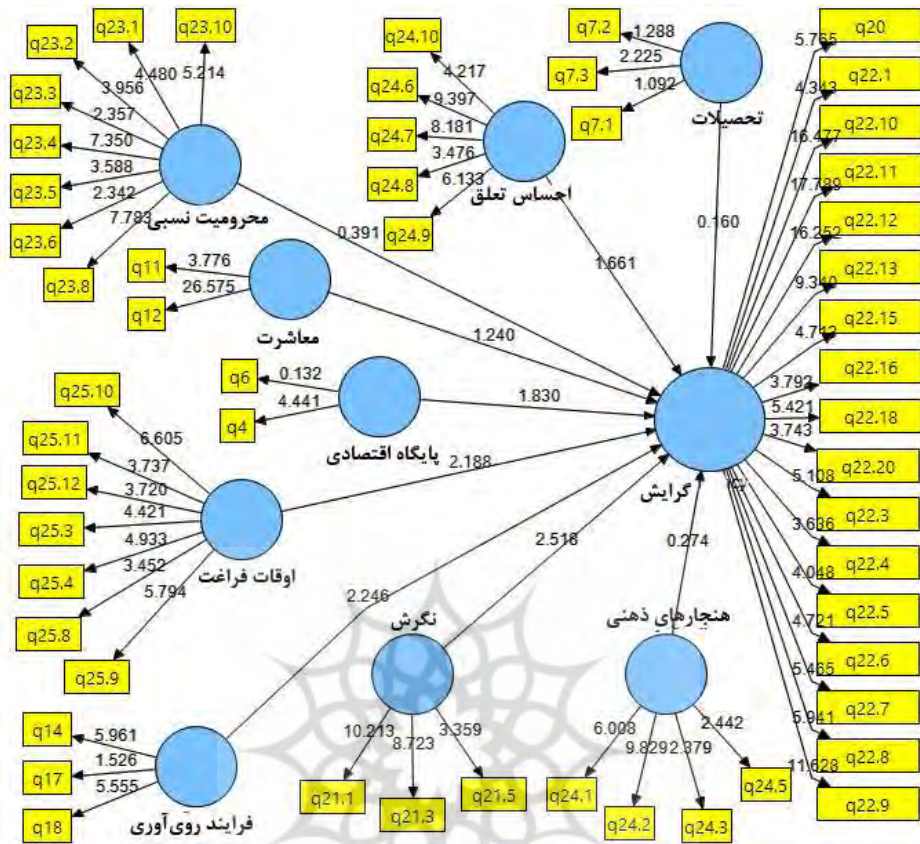 q23.1
q23.10
q23.2
q23.3
q23.4
q23.5
q23.6
q23.8
4.480
5.214
3.956
2.357
7.350
3.588
2.342
7.783
محرومیت نسبی
0.391
q24.10
q24.6
q24.7
q24.8
q24.9
4.217
9.397
8.181
3.476
6.133
احساس تعلق
1.661
q7.2
q7.3
q7.1
1.288
2.225
1.092
تحصیلات
0.160
q11
q12
3.776
26.575
معاشرت
1.240
q6
q4
0.132
4.441
پایگاه اقتصادی
1.830
q25.10
q25.11
q25.12
q25.3
q25.4
q25.8
q25.9
6.605
3.737
3.720
4.421
4.933
3.452
5.794
اوقات فراغت
2.188
q14
q17
q18
5.961
1.526
5.555
فرایند روی‌آوری
2.246
نگرش
2.518
10.213
8.723
3.359
q21.1
q21.3
q21.5
هنجارهای ذهنی
0.274
6.008
9.829
2.379
2.442
q24.1
q24.2
q24.3
q24.5
گرایش
5.765
4.343
16.477
17.789
16.252
9.340
4.713
3.792
5.421
3.743
5.108
3.636
4.048
4.721
5.465
5.941
11.628
q20
q22.1
q22.10
q22.11
q22.12
q22.13
q22.15
q22.16
q22.18
q22.20
q22.3
q22.4
q22.5
q22.6
q22.7
q22.8
q22.9